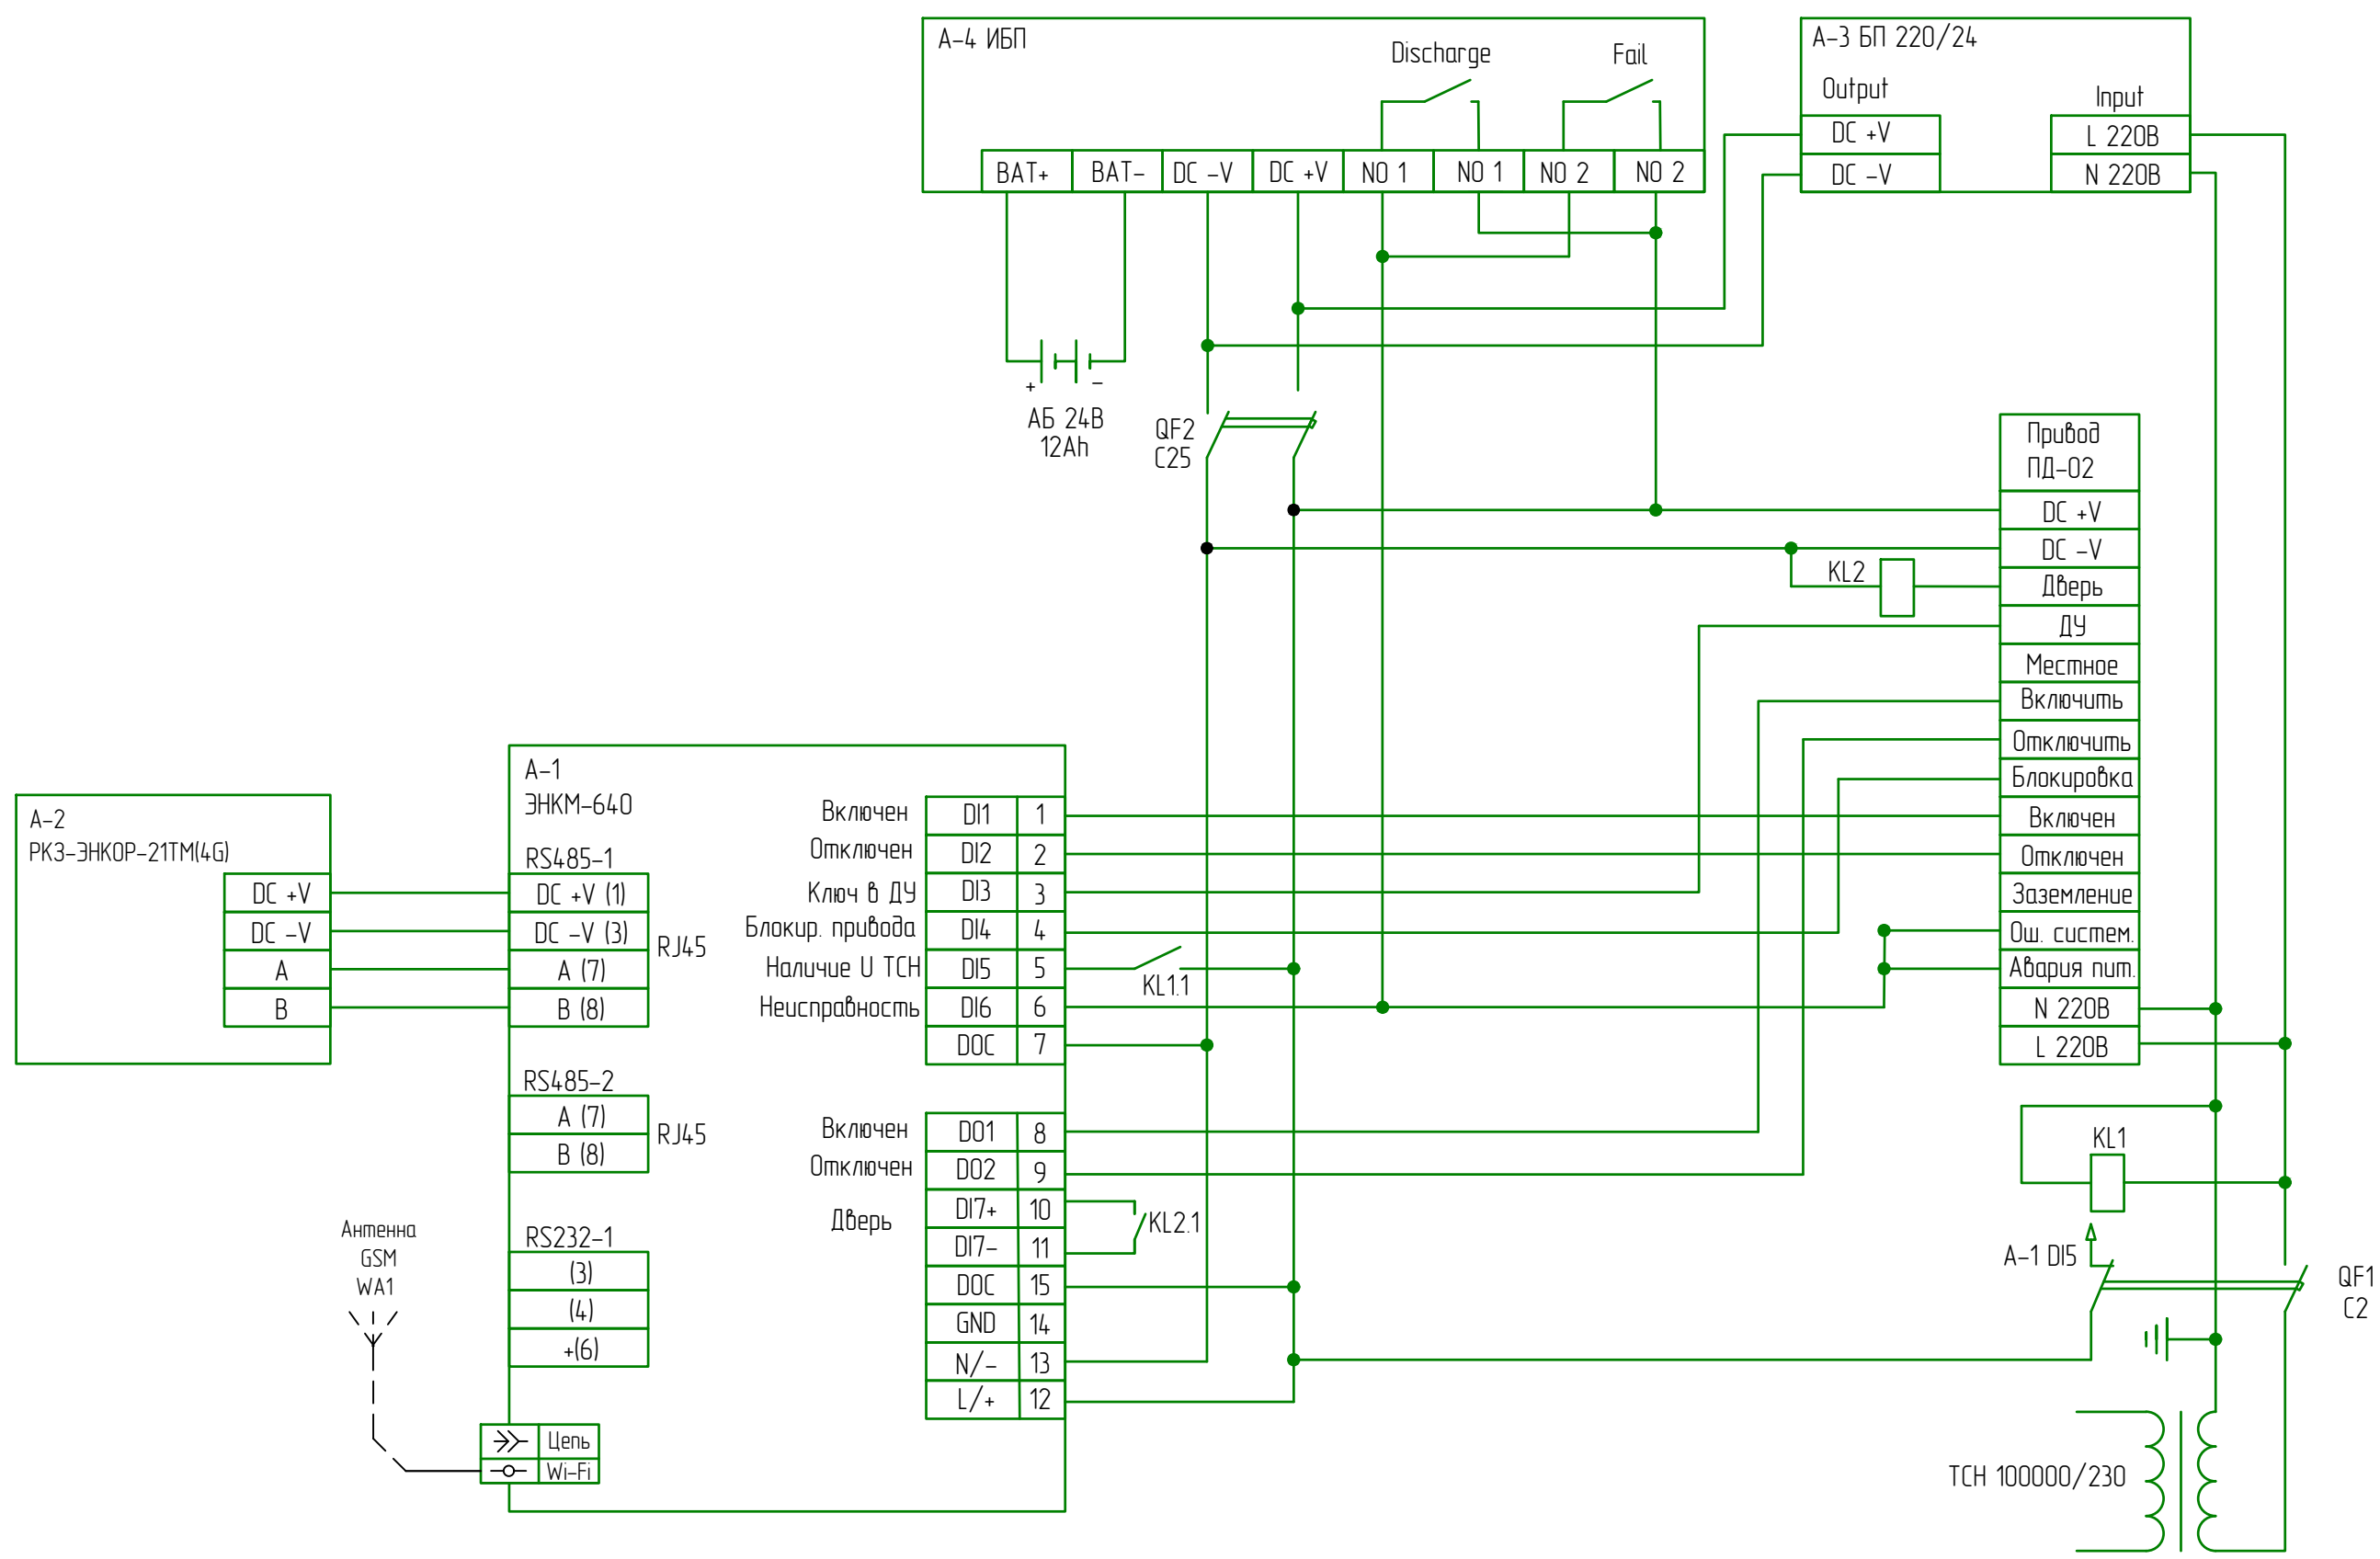 А-4 ИБП
Discharge
Fail
BAT+
BAT-
DC -V
DC +V
NO 1
NO 1
NO 2
NO 2
А-3 БП 220/24
Output
Input
DC +V
DC -V
L 220В
N 220В
+
-
АБ 24В
12Ah
QF2
C25
Привод
ПД-02
DC +V
DC -V
Дверь
ДУ
Местное
Включить
Отключить
Блокировка
Включен
Отключен
Заземление
Ош. систем.
Авария пит.
N 220В
L 220В
KL2
А-2
РКЗ-ЭНКОР-21ТМ(4G)
DC +V
DC -V
A
B
А-1
ЭНКМ-640
RS485-1
DC +V (1)
DC -V (3)
A (7)
B (8)
RJ45
RS485-2
A (7)
B (8)
RJ45
RS232-1
(3)
(4)
+(6)
Цепь
Wi-Fi
Антенна
GSM
WA1
Включен
DI1
1
Отключен
DI2
2
Ключ в ДУ
DI3
3
Блокир. привода
DI4
4
Наличие U ТСН
DI5
5
Неисправность
DI6
6
DOC
7
KL1.1
Включен
DO1
8
Отключен
DO2
9
Дверь
DI7+
10
DI7-
11
DOC
15
GND
14
N/-
13
L/+
12
KL2.1
KL1
А-1 DI5
QF1
C2
ТСН 100000/230